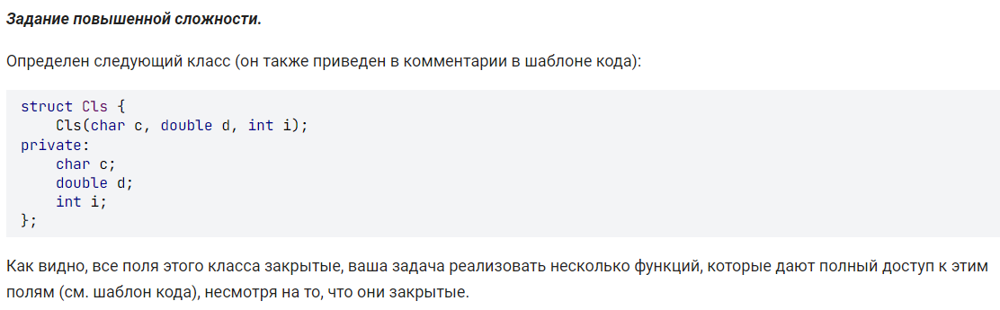 Задание повышенной сложности.
Определен следующий класс (он также приведен в комментарии в шаблоне кода):
struct Cls {
    Cls(char c, double d, int i);
private:
    char c;
    double d;
    int i;
};
Как видно, все поля этого класса закрытые, ваша задача реализовать несколько функций, которые дают полный доступ к этим
полям (см. шаблон кода), несмотря на то, что они закрытые.